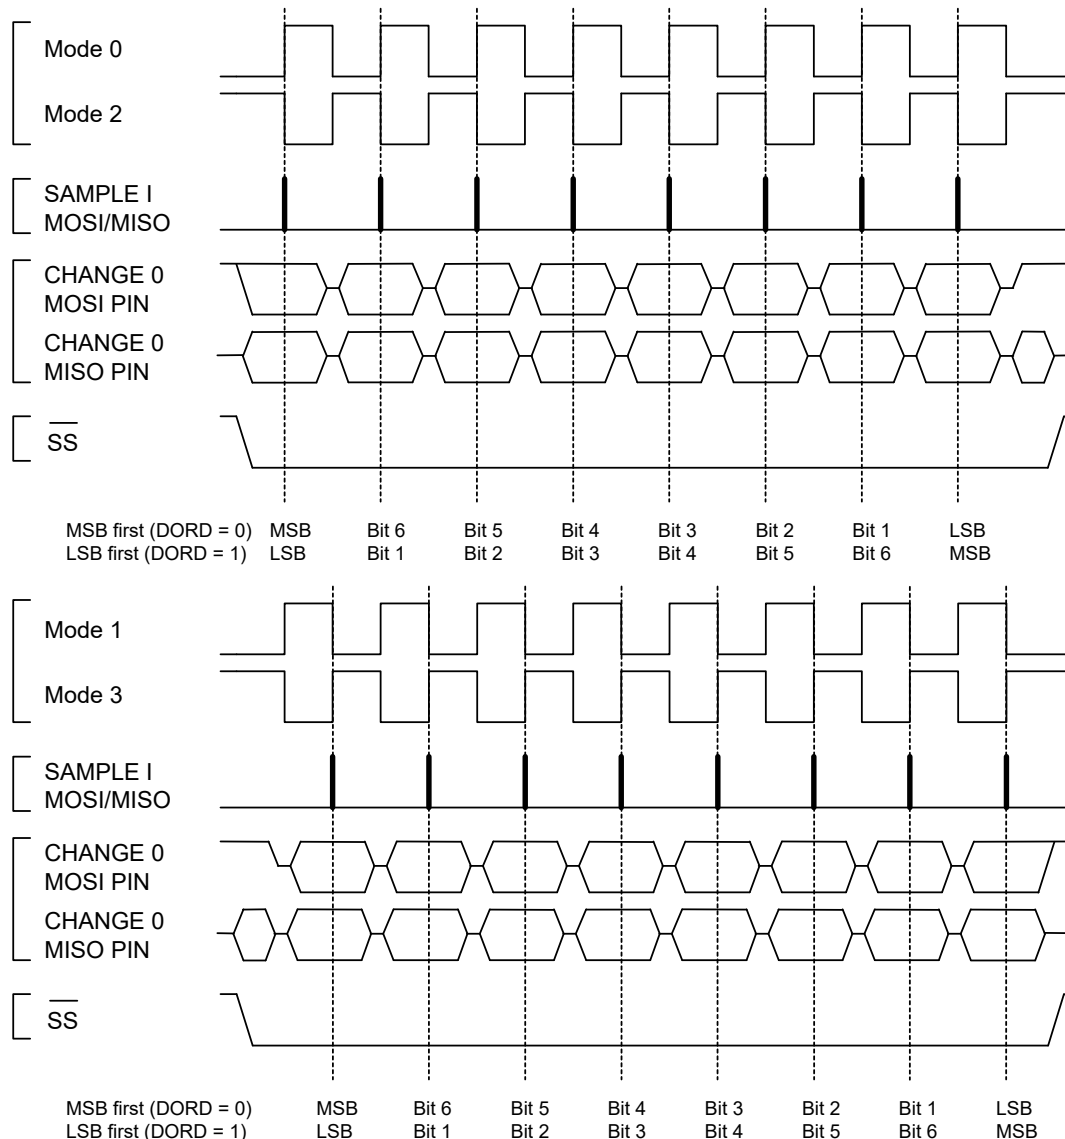 Mode 0
Mode 2
SAMPLE I
MOSI/MISO
CHANGE 0
MOSI PIN
CHANGE 0
MISO PIN
SS
MSB first (DORD = 0) MSB Bit 6 Bit 5 Bit 4 Bit 3 Bit 2 Bit 1 LSB
LSB first (DORD = 1) LSB Bit 1 Bit 2 Bit 3 Bit 4 Bit 5 Bit 6 MSB
Mode 1
Mode 3
SAMPLE I
MOSI/MISO
CHANGE 0
MOSI PIN
CHANGE 0
MISO PIN
SS
MSB first (DORD = 0) MSB Bit 6 Bit 5 Bit 4 Bit 3 Bit 2 Bit 1 LSB
LSB first (DORD = 1) LSB Bit 1 Bit 2 Bit 3 Bit 4 Bit 5 Bit 6 MSB